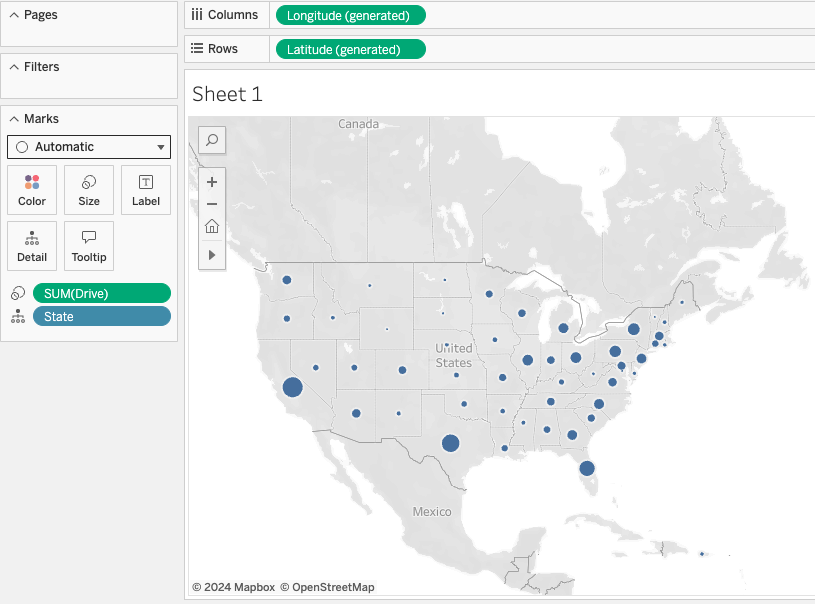 Pages
Columns
Longitude (generated)
Rows
Latitude (generated)
Filters
Marks
Automatic
Color
Size
Label
Detail
Tooltip
SUM(Drive)
State
Sheet 1
Canada
United
States
Mexico
© 2024 Mapbox © OpenStreetMap